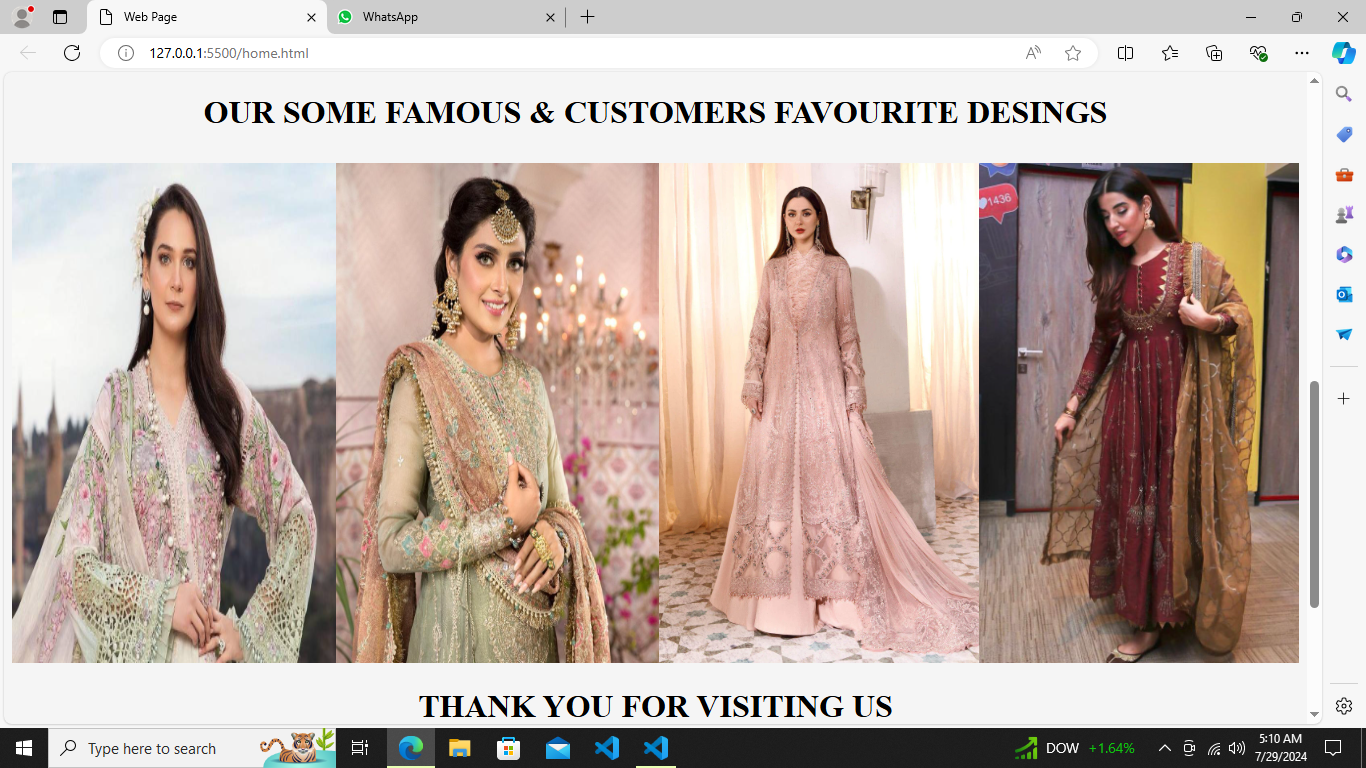 Web Page
WhatsApp
127.0.0.1:5500/home.html
OUR SOME FAMOUS & CUSTOMERS FAVOURITE DESINGS
1436
THANK YOU FOR VISITING US
Type here to search
DOW +1.64%
5:10 AM
7/29/2024